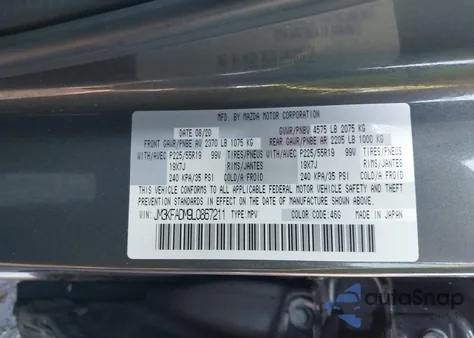 MFD. BY MAZDA MOTOR CORPORATION
DATE 08/20 GVWR/PNBV 4575 LB 2075 KG
FRONT GAWR/PNBE AV 2370 LB 1075 KG REAR GAWR/PNBE AR 2205 LB 1000 KG
WITH/AVEC P225/55R19 99V TIRES/PNEUS WITH/AVEC P225/55R19 99V TIRES/PNEUS
19X7J RIMS/JANTES 19X7J RIMS/JANTES
240 KPA/35 PSI COLD/A FROID 240 KPA/35 PSI COLD/A FROID
THIS VEHICLE CONFORMS TO ALL APPLICABLE FEDERAL MOTOR VEHICLE SAFETY, BUMPER, AND THEFT
PREVENTION STANDARDS IN EFFECT ON THE DATE OF MANUFACTURE SHOWN ABOVE.
VIN: JM3KFADM9L0867211 TYPE: MPV COLOR CODE: 46G MADE IN JAPAN
autoSnap